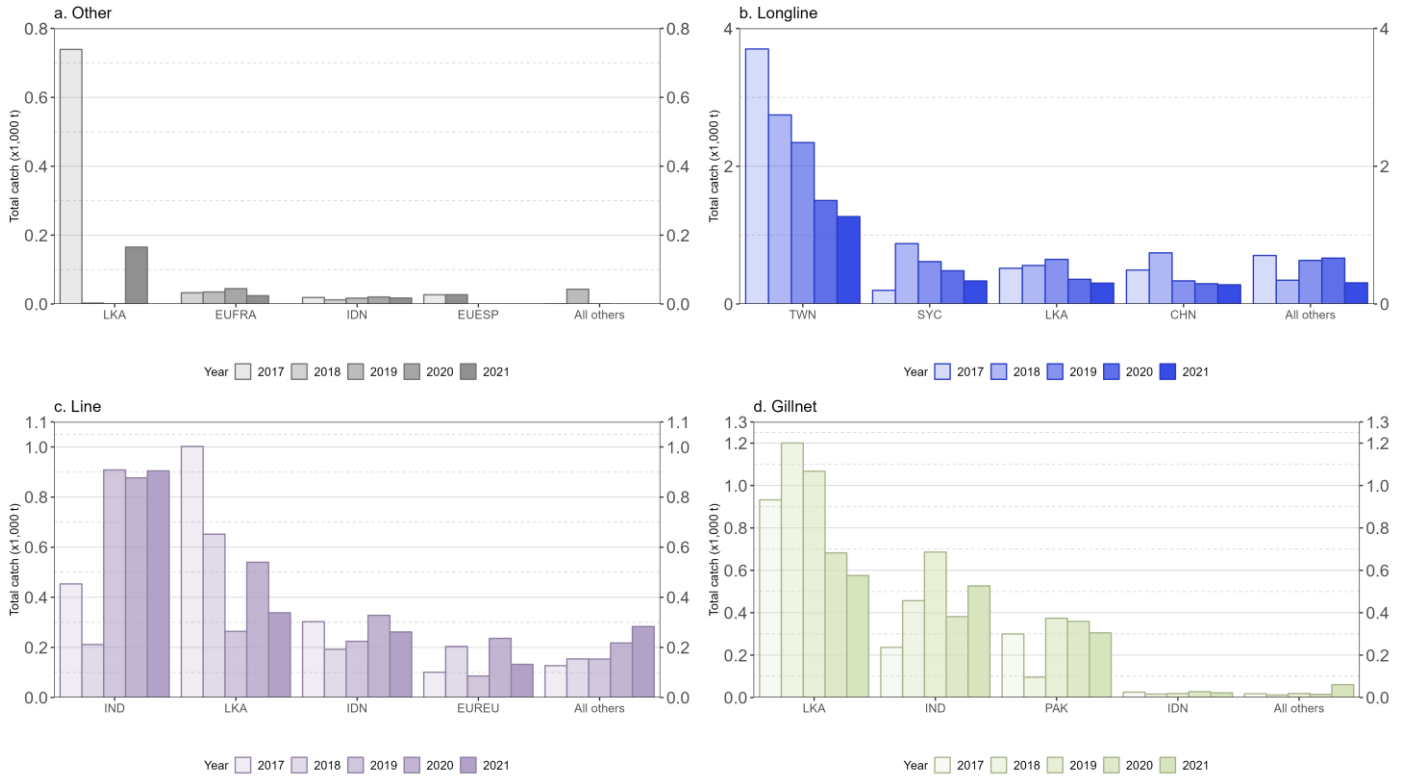 a. Other
Total catch (x1,000 t)
0.8
0.6
0.4
0.2
0.0
0.8
0.6
0.4
0.2
0.0
LKA EUFRA IDN EUESP All others
Year 2017 2018 2019 2020 2021
b. Longline
Total catch (x1,000 t)
4
2
0
4
2
0
TWN SYC LKA CHN All others
Year 2017 2018 2019 2020 2021
c. Line
Total catch (x1,000 t)
1.1
1.0
0.8
0.6
0.4
0.2
0.0
1.1
1.0
0.8
0.6
0.4
0.2
0.0
IND LKA IDN EUREU All others
Year 2017 2018 2019 2020 2021
d. Gillnet
Total catch (x1,000 t)
1.3
1.2
1.0
0.8
0.6
0.4
0.2
0.0
1.3
1.2
1.0
0.8
0.6
0.4
0.2
0.0
LKA IND PAK IDN All others
Year 2017 2018 2019 2020 2021